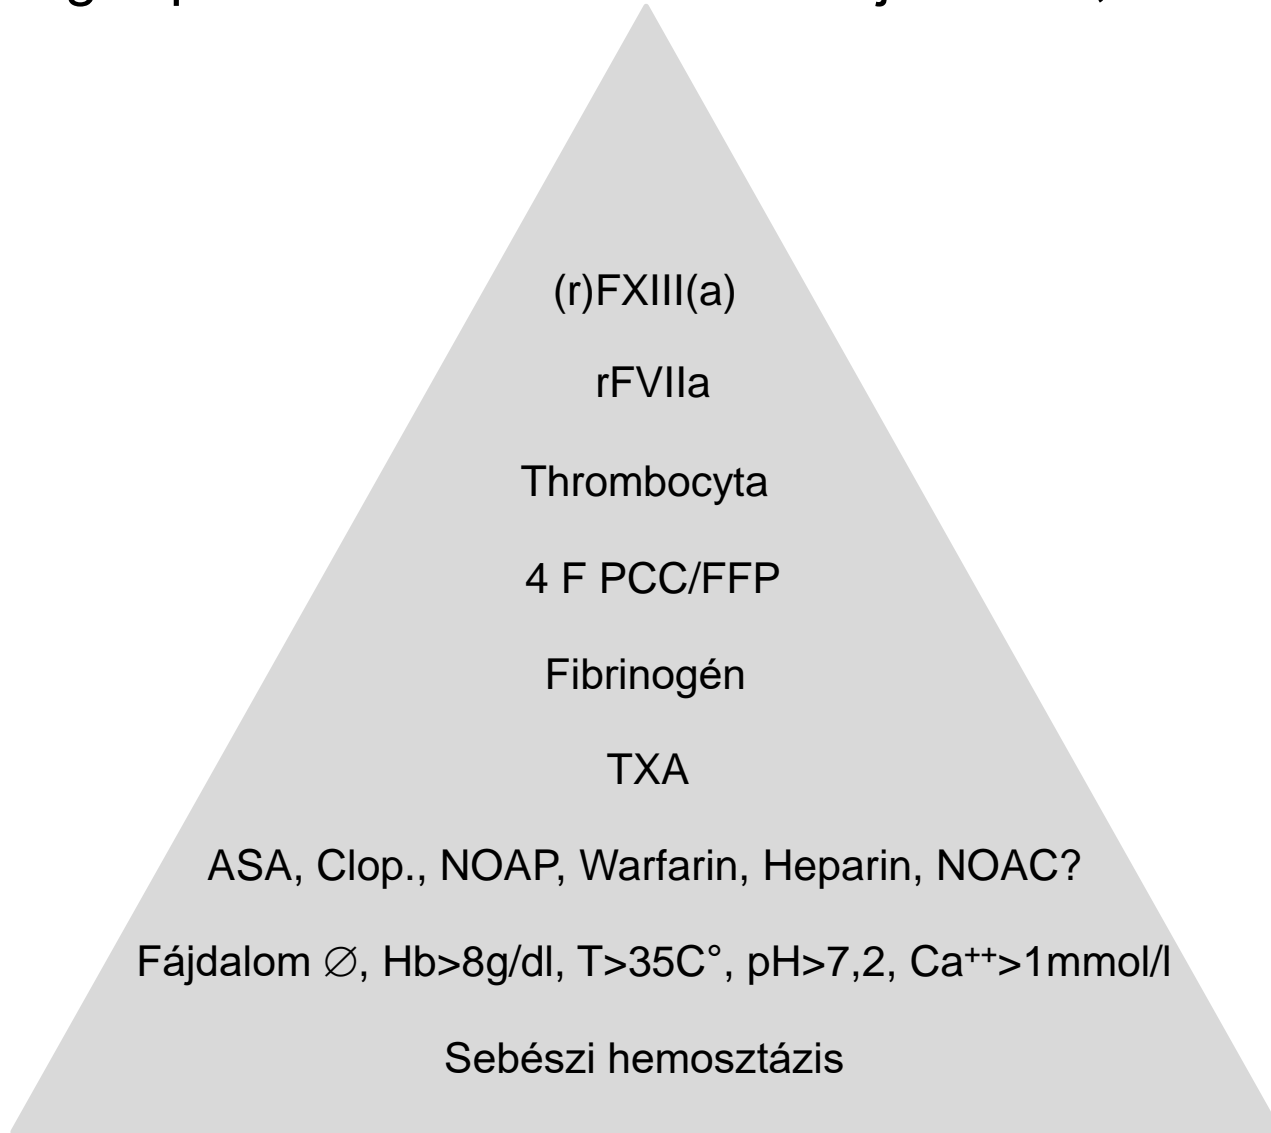 (r)FXIII(a)
rFVIIa
Thrombocyta
4 F PCC/FFP
Fibrinogén
TXA
ASA, Clop., NOAP, Warfarin, Heparin, NOAC?
Fájdalom ∅, Hb>8g/dl, T>35C°, pH>7,2, Ca⁺⁺>1mmol/l
Sebészi hemosztázis